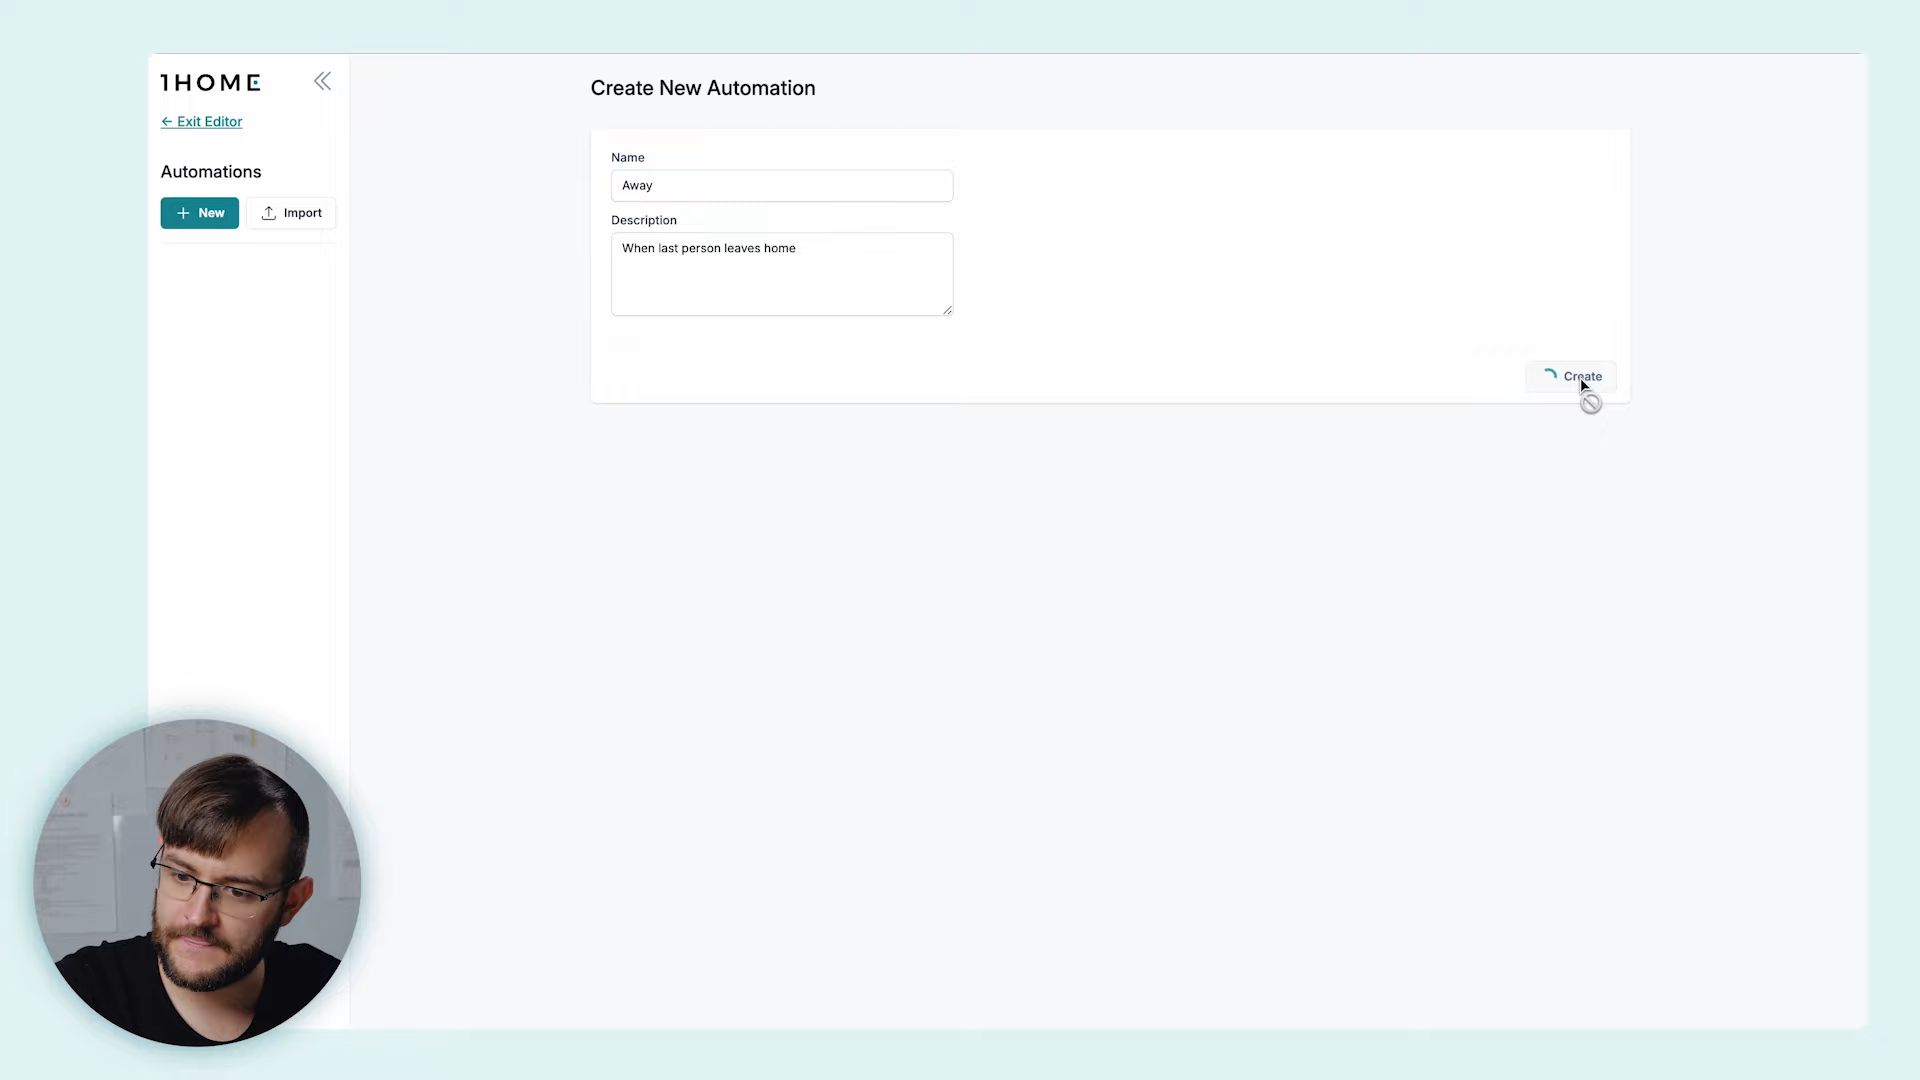 1HOME
← Exit Editor
Automations
+ New
Import
Create New Automation
Name
Away
Description
When last person leaves home
Create